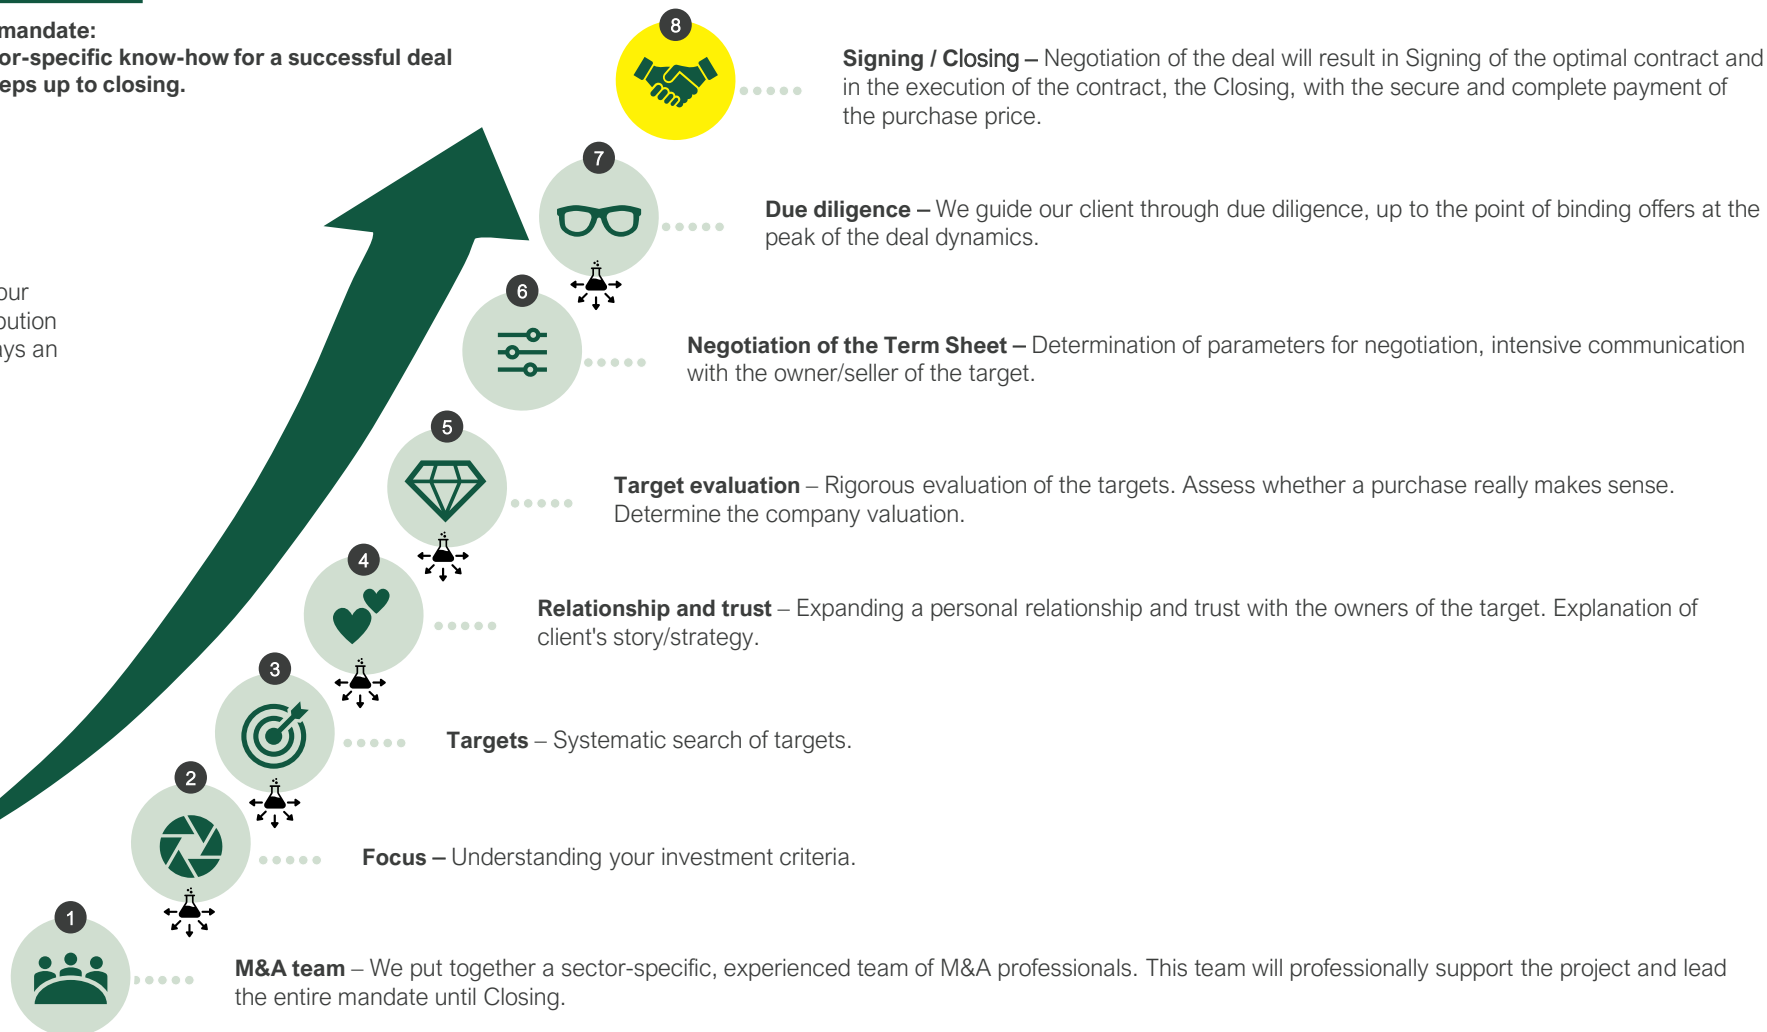 mandate:
or-specific know-how for a successful deal
eps up to closing.
8
Signing / Closing – Negotiation of the deal will result in Signing of the optimal contract and
in the execution of the contract, the Closing, with the secure and complete payment of
the purchase price.
7
Due diligence – We guide our client through due diligence, up to the point of binding offers at the
peak of the deal dynamics.
our
bution
ays an
6
Negotiation of the Term Sheet – Determination of parameters for negotiation, intensive communication
with the owner/seller of the target.
5
Target evaluation – Rigorous evaluation of the targets. Assess whether a purchase really makes sense.
Determine the company valuation.
4
Relationship and trust – Expanding a personal relationship and trust with the owners of the target. Explanation of
client's story/strategy.
3
Targets – Systematic search of targets.
2
Focus – Understanding your investment criteria.
1
M&A team – We put together a sector-specific, experienced team of M&A professionals. This team will professionally support the project and lead
the entire mandate until Closing.